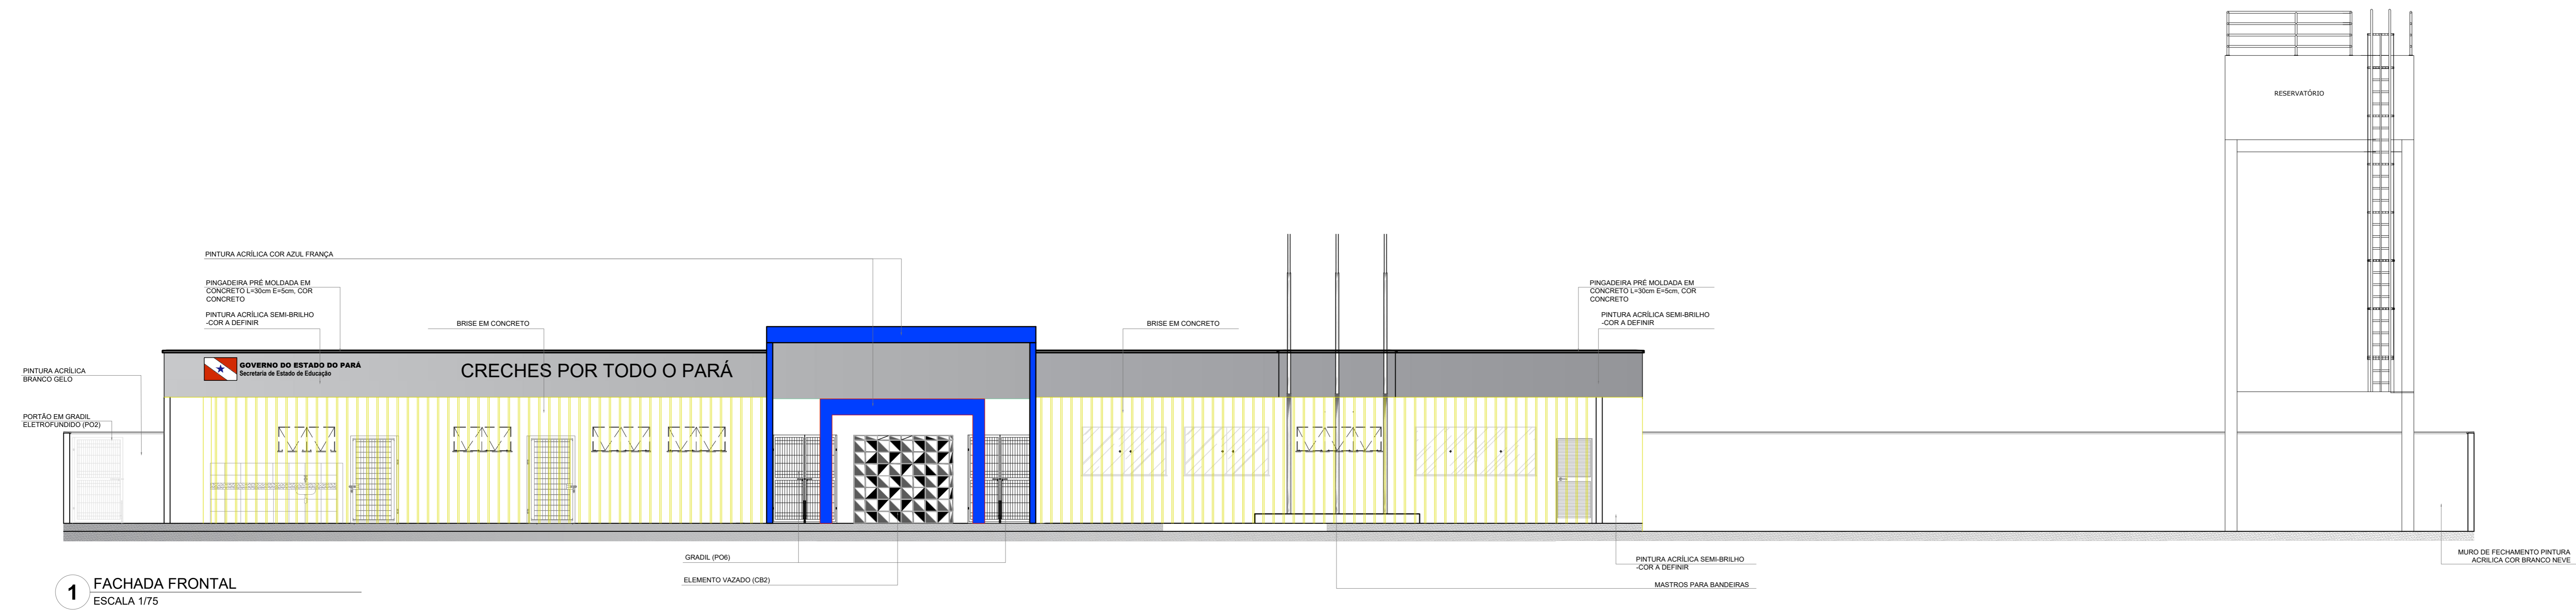 RESERVATÓRIO
PINTURA ACRÍLICA COR AZUL FRANÇA
PINGADEIRA PRÉ MOLDADA EM
CONCRETO L=30cm E=5cm, COR
CONCRETO
PINTURA ACRÍLICA SEMI-BRILHO
-COR A DEFINIR
BRISE EM CONCRETO
BRISE EM CONCRETO
PINGADEIRA PRÉ MOLDADA EM
CONCRETO L=30cm E=5cm, COR
CONCRETO
PINTURA ACRÍLICA SEMI-BRILHO
-COR A DEFINIR
GOVERNO DO ESTADO DO PARÁ
Secretaria de Estado de Educação
CRECHES POR TODO O PARÁ
PINTURA ACRÍLICA
BRANCO GELO
PORTÃO EM GRADIL
ELETROFUNDIDO (PO2)
GRADIL (PO6)
ELEMENTO VAZADO (CB2)
PINTURA ACRÍLICA SEMI-BRILHO
-COR A DEFINIR
MASTROS PARA BANDEIRAS
MURO DE FECHAMENTO PINTURA
ACRILICA COR BRANCO NEVE
1
FACHADA FRONTAL
ESCALA 1/75